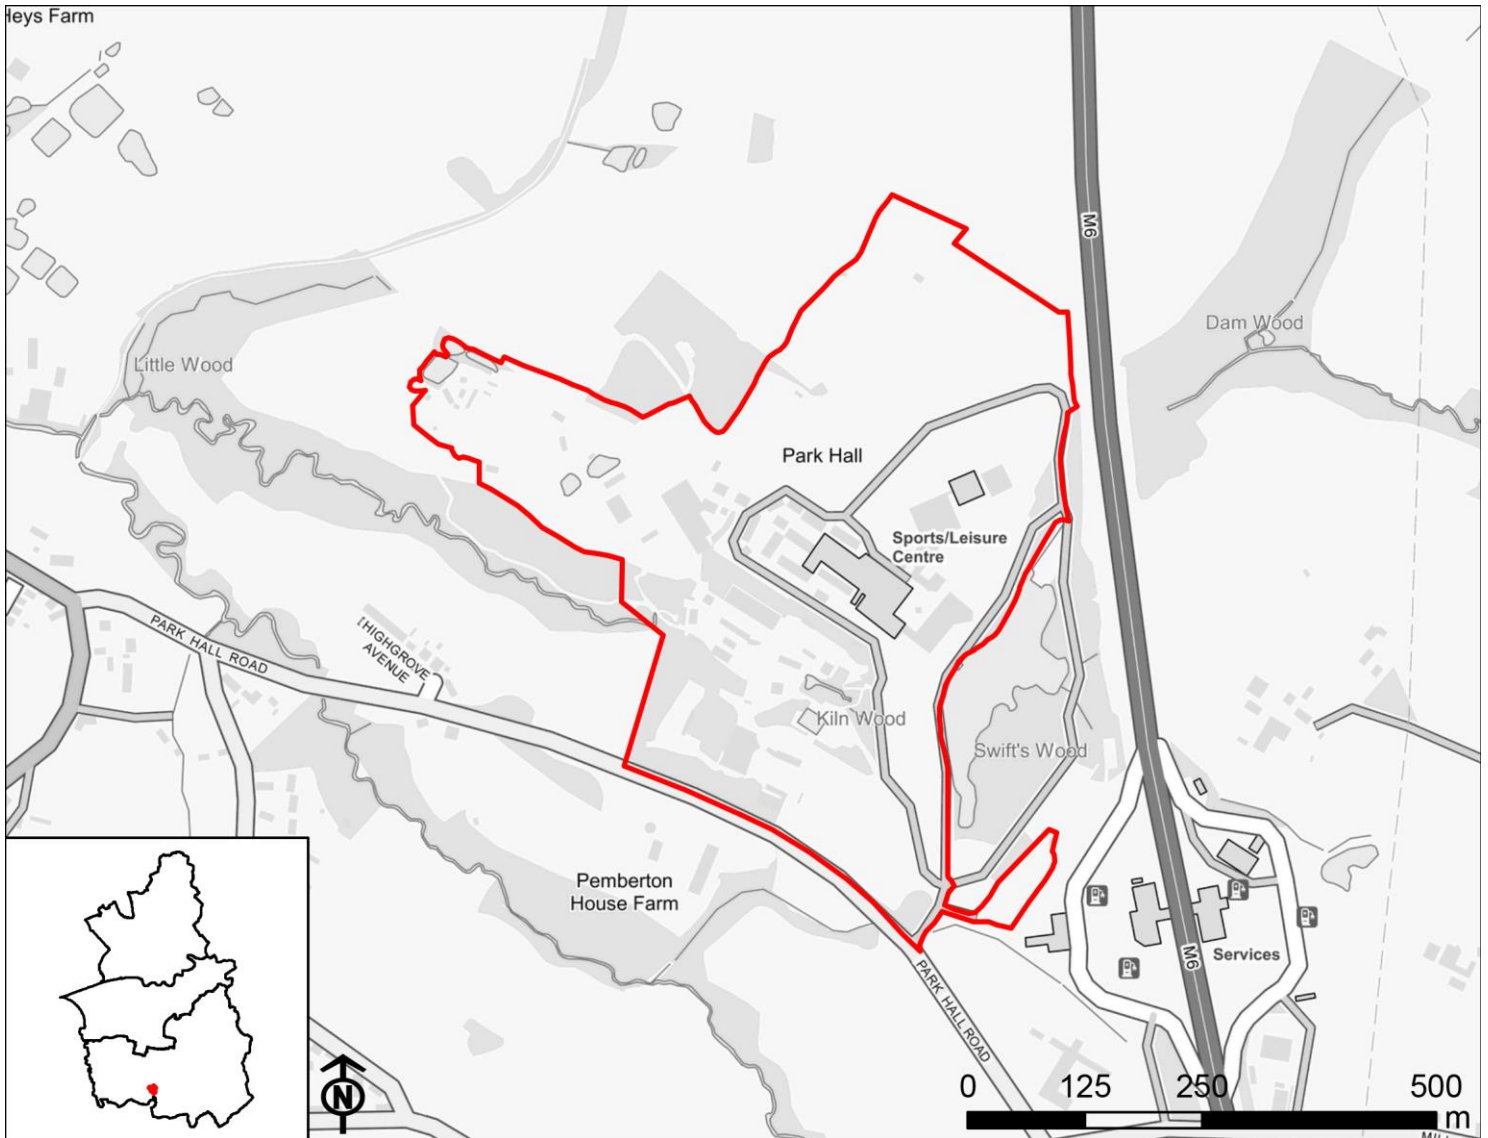 Heys Farm
M6
Dam Wood
Little Wood
Park Hall
Sports/Leisure
Centre
PARK HALL ROAD
HIGHGROVE
AVENUE
Kiln Wood
Swift's Wood
Pemberton
House Farm
M6
Services
PARK HALL ROAD
N
0 125 250 500
m